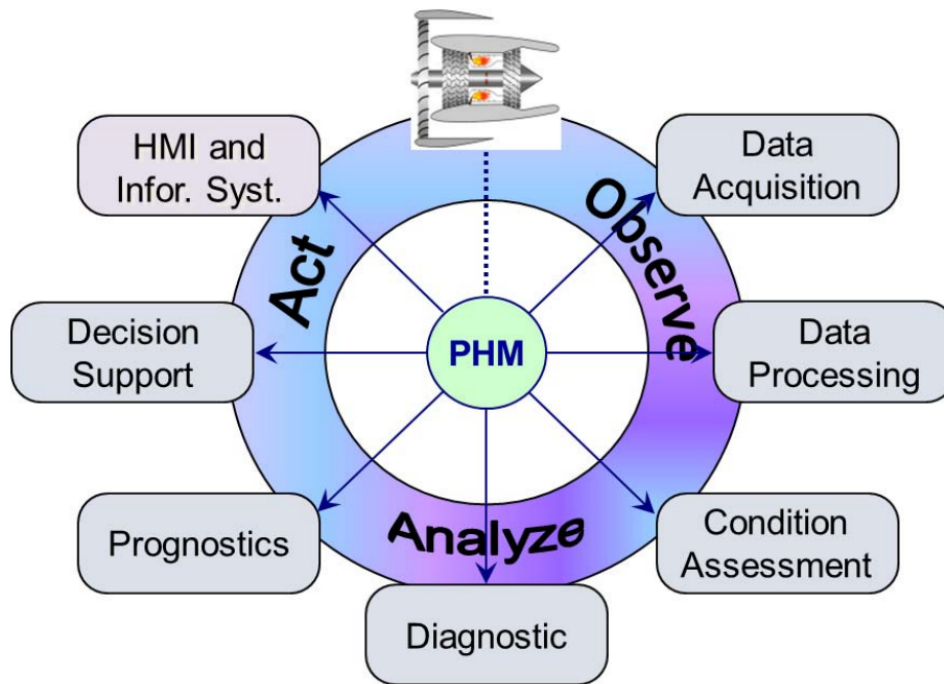 HMI and
Infor. Syst.
Data
Acquisition
Observe
Act
Decision
Support
PHM
Data
Processing
Prognostics
Analyze
Condition
Assessment
Diagnostic